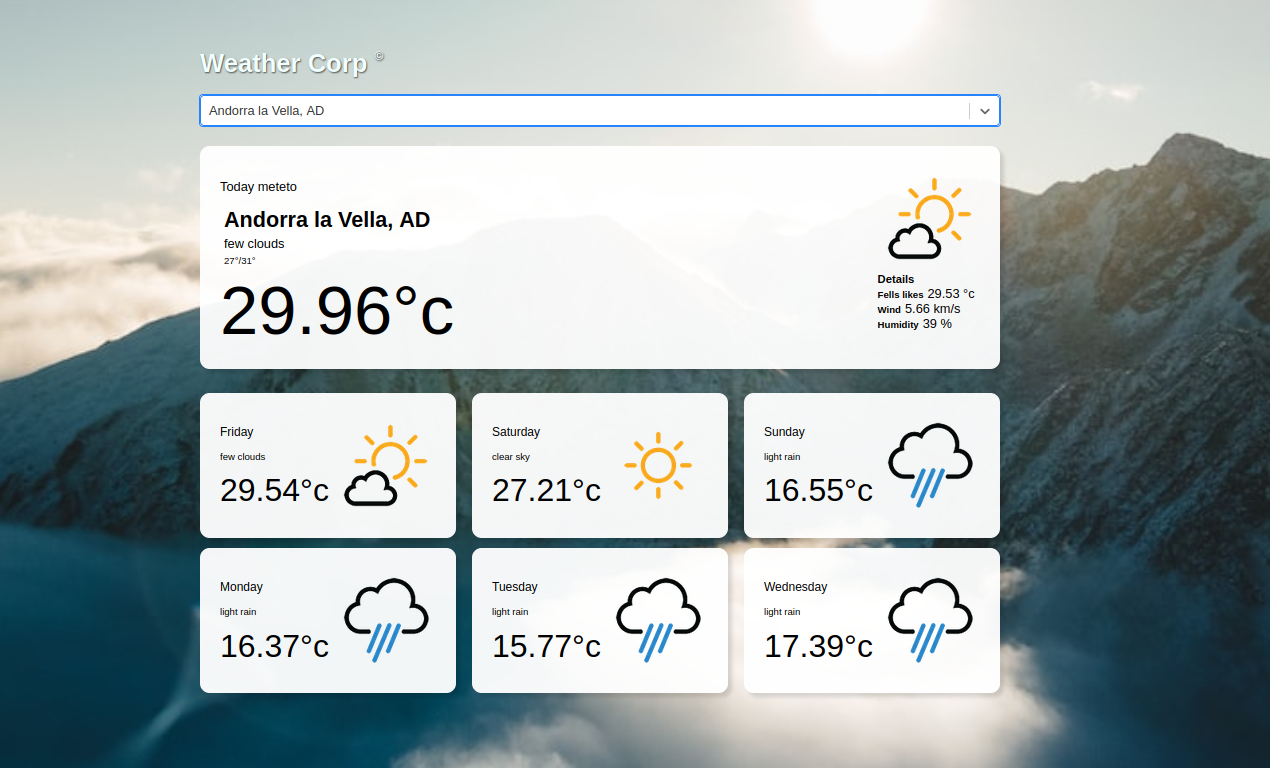 Weather Corp ©
Andorra la Vella, AD
Today meteto
Andorra la Vella, AD
few clouds
27°/31°
29.96°c
Details
Fells likes 29.53 °c
Wind 5.66 km/s
Humidity 39 %
Friday
few clouds
29.54°c
Saturday
clear sky
27.21°c
Sunday
light rain
16.55°c
Monday
light rain
16.37°c
Tuesday
light rain
15.77°c
Wednesday
light rain
17.39°c